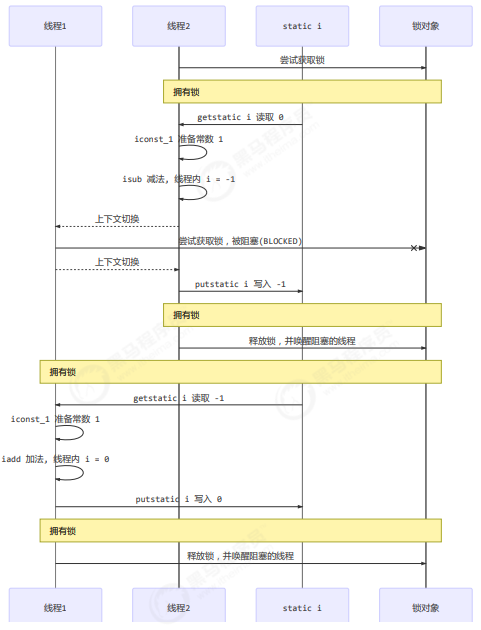 线程1
线程2
static i
锁对象
尝试获取锁
拥有锁
getstatic i 读取 0
iconst_1 准备常数 1
isub 减法, 线程内 i = -1
上下文切换
尝试获取锁，被阻塞(BLOCKED)
上下文切换
putstatic i 写入 -1
拥有锁
释放锁，并唤醒阻塞的线程
拥有锁
getstatic i 读取 -1
iconst_1 准备常数 1
iadd 加法, 线程内 i = 0
putstatic i 写入 0
拥有锁
释放锁，并唤醒阻塞的线程
线程1
线程2
static i
锁对象